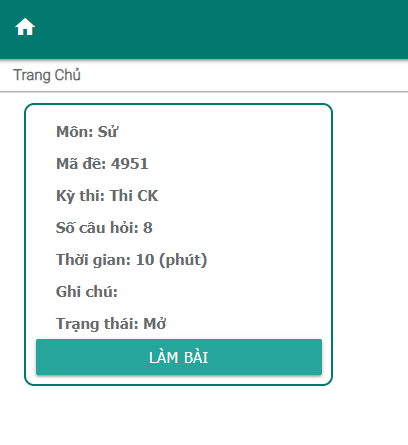 Trang Chủ
Môn: Sử
Mã đề: 4951
Kỳ thi: Thi CK
Số câu hỏi: 8
Thời gian: 10 (phút)
Ghi chú:
Trạng thái: Mở
LÀM BÀI